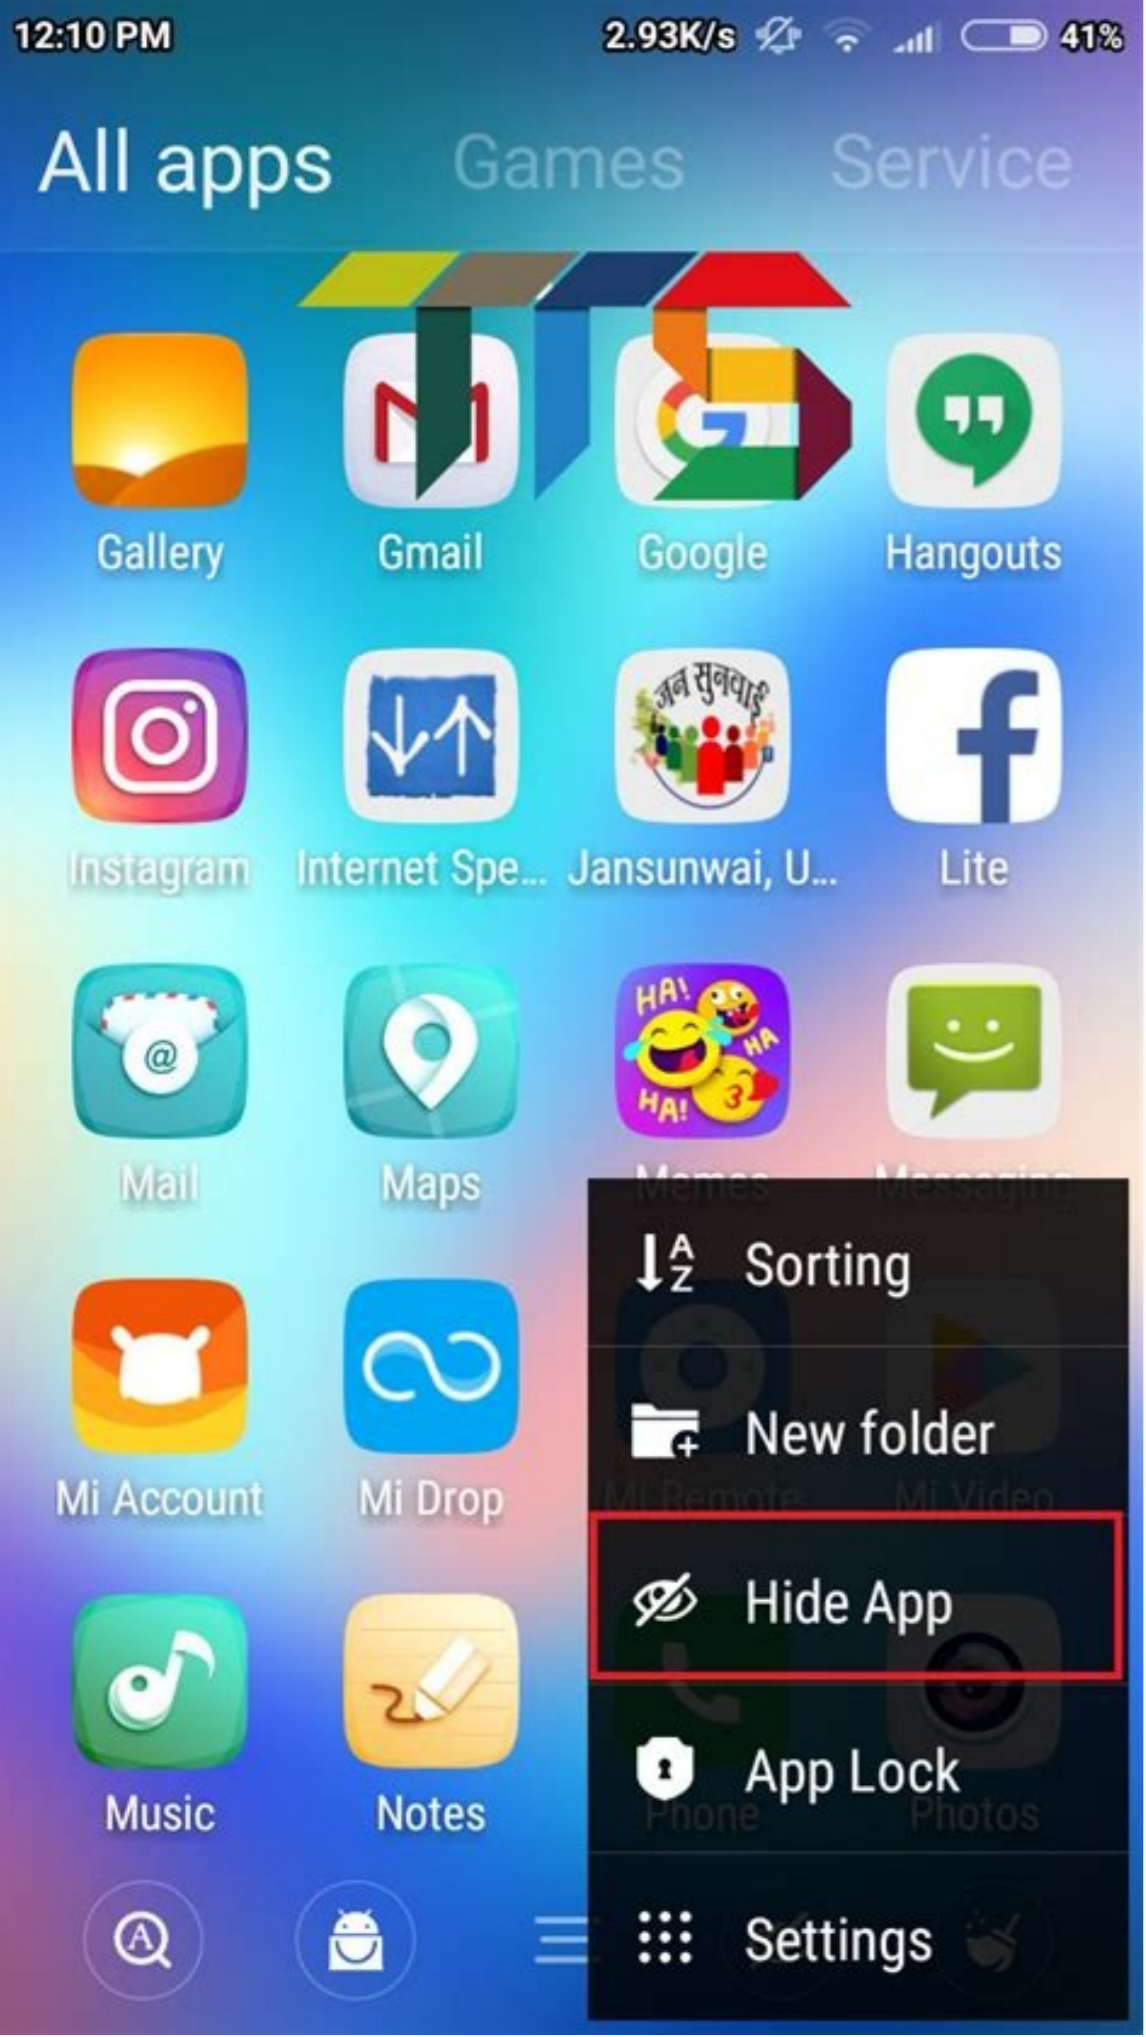 12:10 PM 2.93K/s 41%
All apps Games Service
TTS
Gallery Gmail Google Hangouts
जन सुनवाई
Instagram Internet Spe... Jansunwai, U... Lite
@
HA!
HA
HA!
Mail Maps Memes Messaging
A
Z
Sorting
New folder
Mi Account Mi Drop Mi Remote Mi Video
Hide App
App Lock
Music Notes Phone Photos
A
Settings